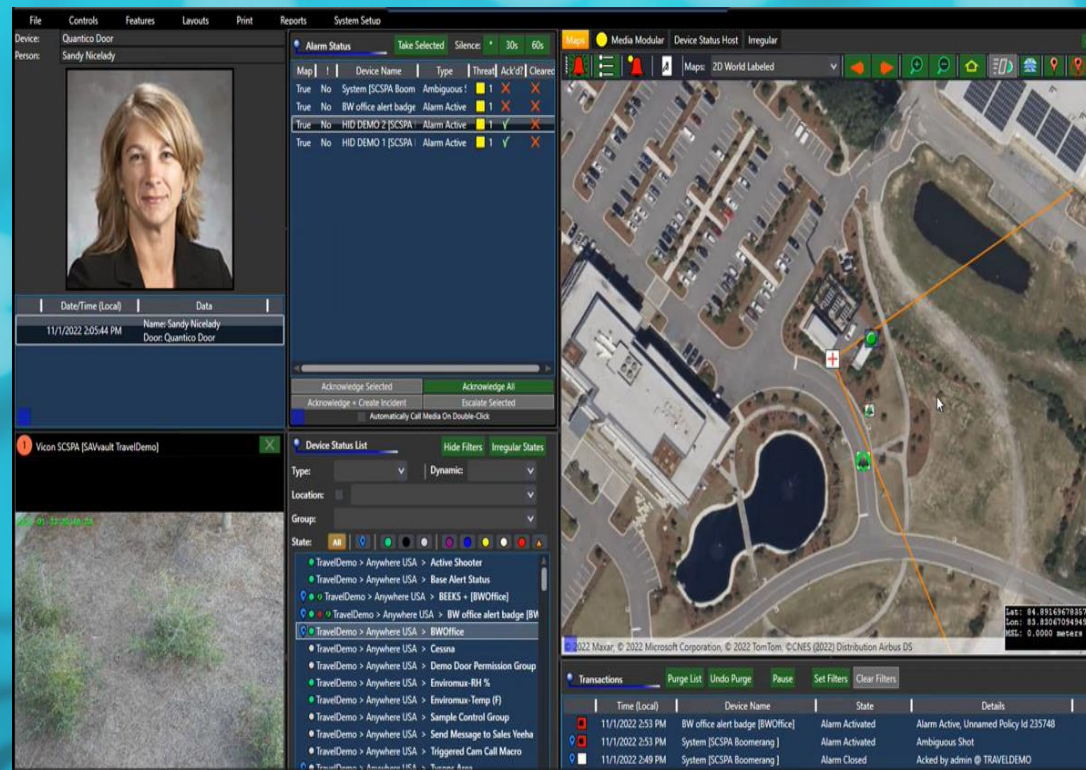 File Controls Features Layouts Print Reports System Setup
Device: Quantico Door
Person: Sandy Nicelady
Date/Time (Local) Data
11/1/2022 2:05:44 PM Name: Sandy Nicelady
Door: Quantico Door
Alarm Status Take Selected Silence: * 30s 60s
Map ! Device Name Type Threat Ack'd? Cleared
True No System [SCSPA Boom Ambiguous 1
True No BW office alert badge Alarm Active 1
True No HID DEMO 2 [SCSPA Alarm Active 1
True No HID DEMO 1 [SCSPA Alarm Active 1
Acknowledge Selected Acknowledge All
Acknowledge + Create Incident Escalate Selected
Automatically Call Media On Double-Click
1 Vicon SCSPA [SAVvault TravelDemo] X
Device Status List Hide Filters Irregular States
Type: Dynamic:
Location:
Group:
State: All
TravelDemo > Anywhere USA > Active Shooter
TravelDemo > Anywhere USA > Base Alert Status
TravelDemo > Anywhere USA > BEEKS + [BWOffice]
TravelDemo > Anywhere USA > BW office alert badge [BW
TravelDemo > Anywhere USA > BWOffice
TravelDemo > Anywhere USA > Cessna
TravelDemo > Anywhere USA > Demo Door Permission Group
TravelDemo > Anywhere USA > Enviromux-RH %
TravelDemo > Anywhere USA > Enviromux-Temp (F)
TravelDemo > Anywhere USA > Sample Control Group
TravelDemo > Anywhere USA > Send Message to Sales Yeeha
TravelDemo > Anywhere USA > Triggered Cam Call Macro
TravelDemo > Anywhere USA > Tysons Area
Maps Media Modular Device Status Host Irregular
Maps: 2D World Labeled
Lat: 84.89169678357
Lon: 83.83067094949
MSL: 0.0000 meters
© 2022 Maxar, © 2022 Microsoft Corporation, © 2022 TomTom, ©CNES (2022) Distribution Airbus DS
Transactions Purge List Undo Purge Pause Set Filters Clear Filters
Time (Local) Device Name State Details
11/1/2022 2:53 PM BW office alert badge [BWOffice] Alarm Activated Alarm Active, Unnamed Policy Id 235748
11/1/2022 2:53 PM System [SCSPA Boomerang ] Alarm Activated Ambiguous Shot
11/1/2022 2:49 PM System [SCSPA Boomerang ] Alarm Closed Acked by admin @ TRAVELDEMO